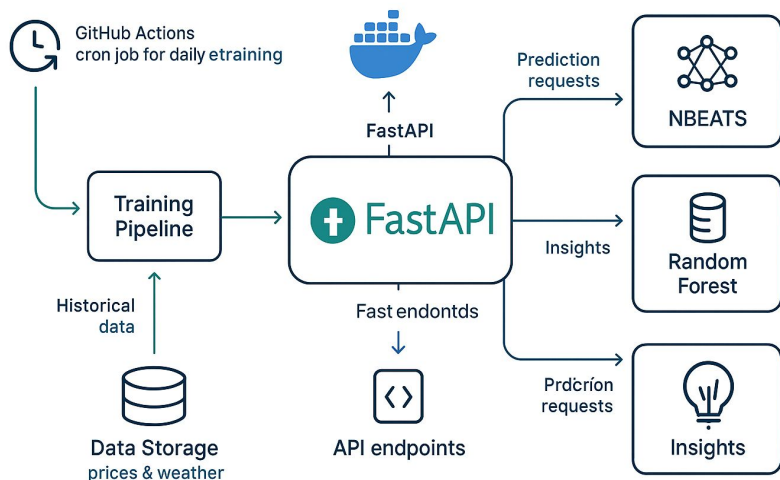 GitHub Actions
cron job for daily etraining
FastAPI
Prediction
requests
NBEATS
Training
Pipeline
FastAPI
Insights
Random
Forest
Historical
data
Fast endontds
Prdcríon
requests
Data Storage
prices & weather
API endpoints
Insights